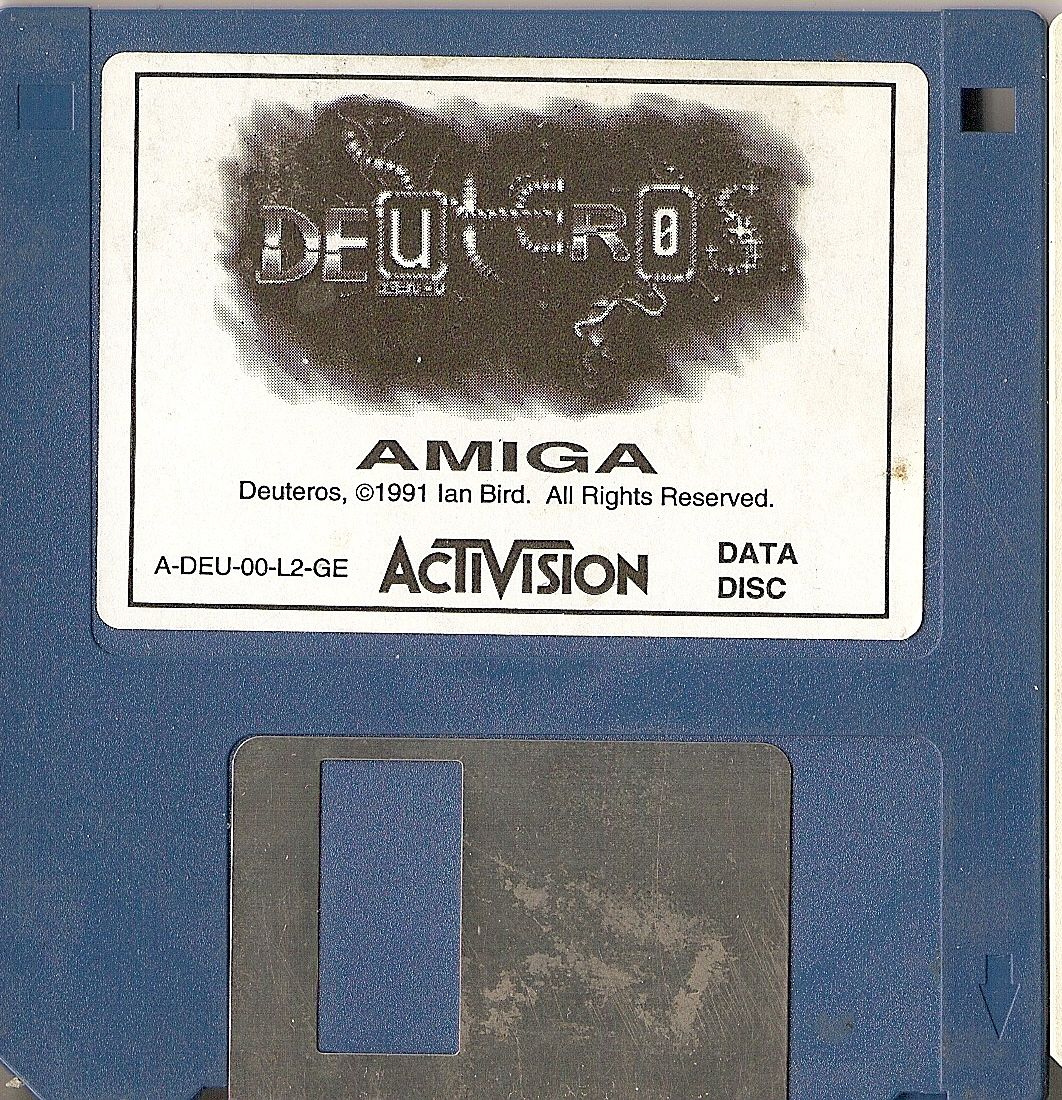 DEUTEROS
AMIGA
Deuteros, ©1991 Ian Bird. All Rights Reserved.
A-DEU-00-L2-GE ACTIVISION DATA
DISC